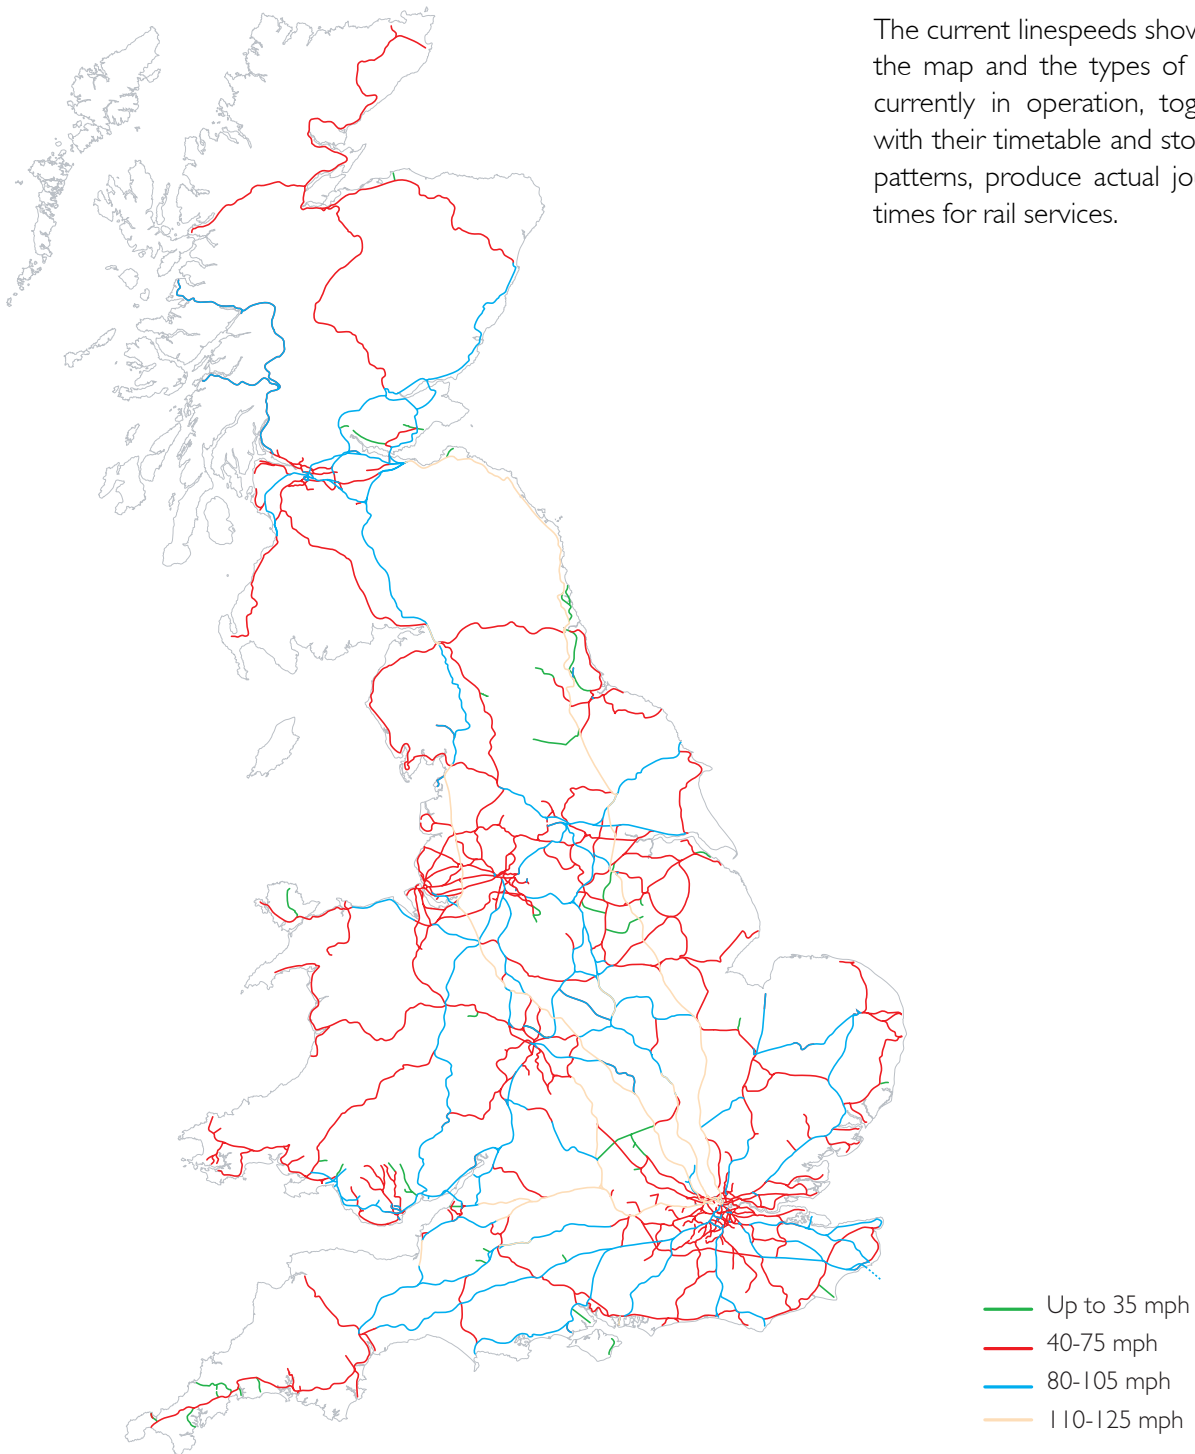 The current linespeeds show
the map and the types of
currently in operation, tog
with their timetable and sto
patterns, produce actual jou
times for rail services.
Up to 35 mph
40-75 mph
80-105 mph
110-125 mph